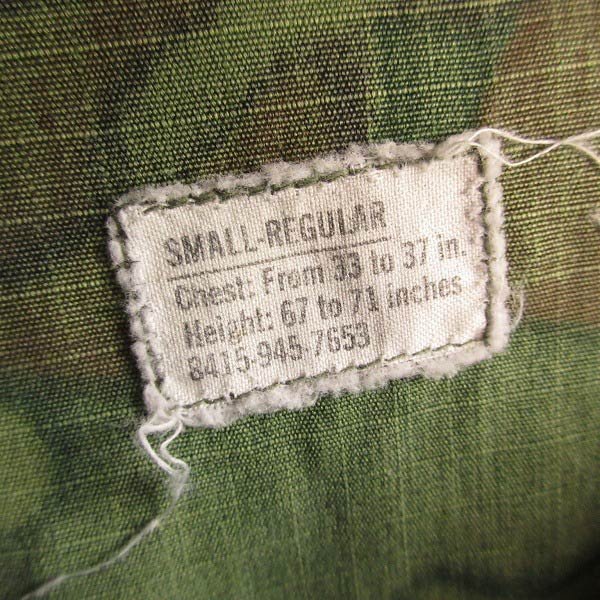 SMALL-REGULAR
Chest: From 33 to 37 in.
Height: 67 to 71 inches
8415-945-7653